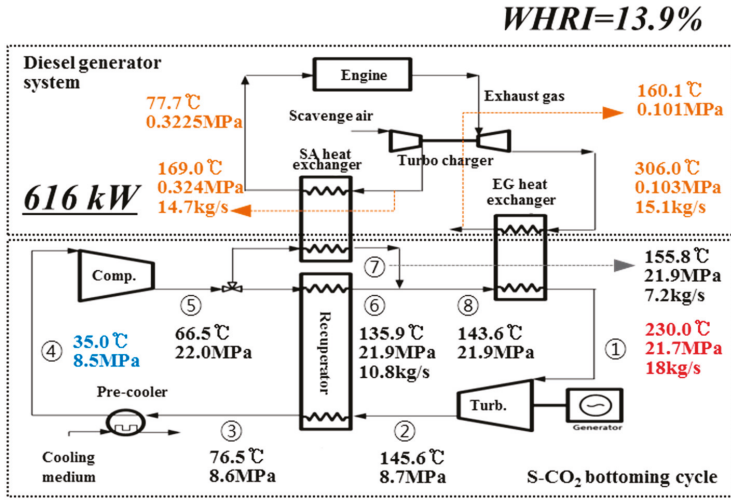 WHRI=13.9%
Diesel generator
system
Engine
77.7℃
0.3225MPa
Scavenge air
Exhaust gas
160.1℃
0.101MPa
169.0℃
0.324MPa
14.7kg/s
SA heat
exchanger
Turbo charger
EG heat
exchanger
306.0℃
0.103MPa
15.1kg/s
616 kW
Comp.
⑦
155.8℃
21.9MPa
7.2kg/s
⑤
66.5℃
22.0MPa
Recuperator
⑥
135.9℃
21.9MPa
10.8kg/s
⑧
143.6℃
21.9MPa
①
230.0℃
21.7MPa
18kg/s
④
35.0℃
8.5MPa
Pre-cooler
Turb.
Generator
Cooling
medium
③
76.5℃
8.6MPa
②
145.6℃
8.7MPa
S-CO₂ bottoming cycle